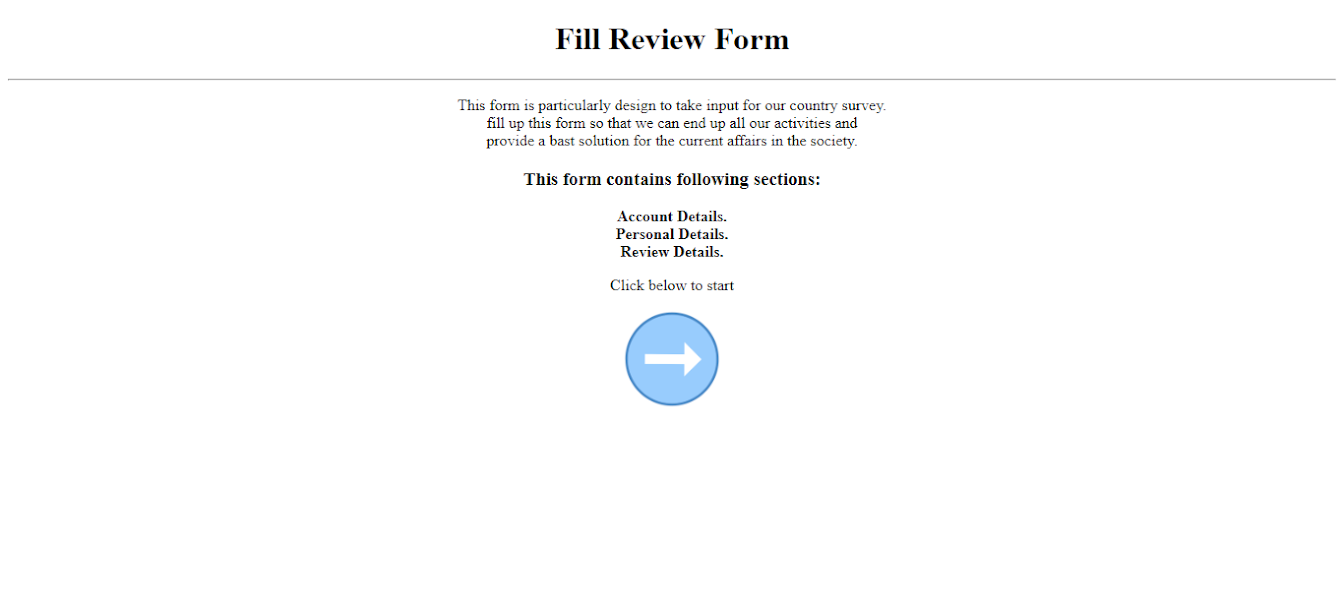 Fill Review Form
This form is particularly design to take input for our country survey.
fill up this form so that we can end up all our activities and
provide a bast solution for the current affairs in the society.
This form contains following sections:
Account Details.
Personal Details.
Review Details.
Click below to start